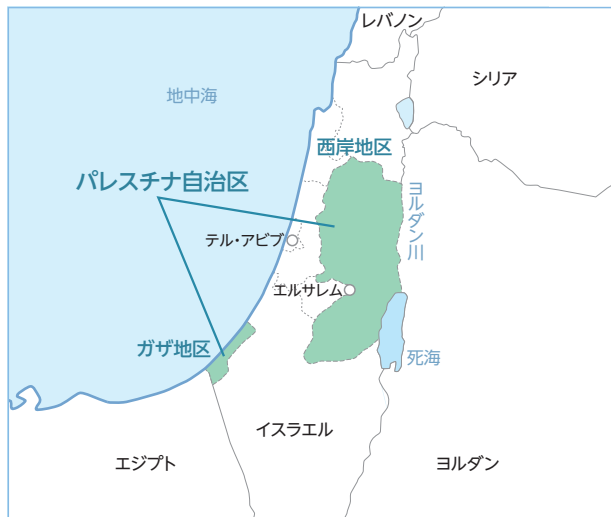 レバノン
シリア
地中海
西岸地区
パレスチナ自治区
ヨルダン川
テル・アビブ
エルサレム
ガザ地区
死海
イスラエル
エジプト
ヨルダン